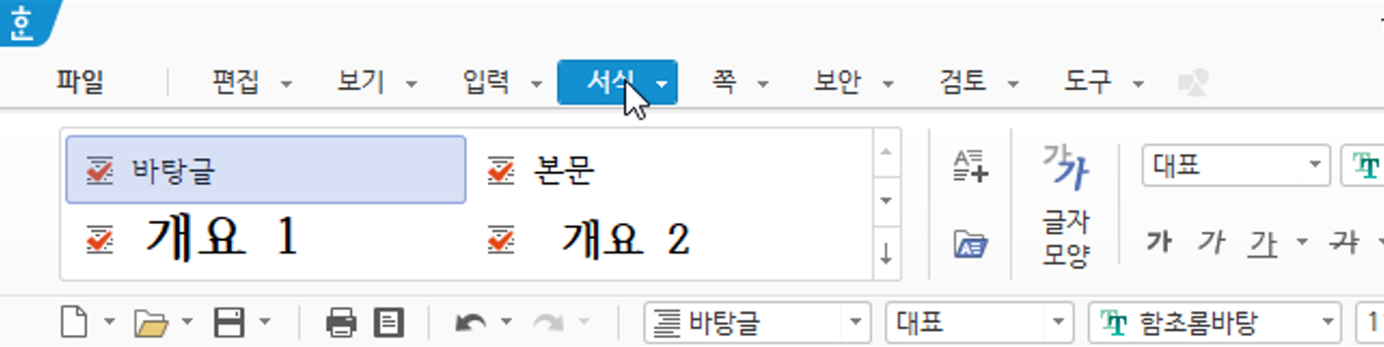 한
파일 편집 보기 입력 서식 쪽 보안 검토 도구
바탕글 본문
개요 1 개요 2
가가
글자
모양
대표
가 가 가 가
바탕글 대표 함초롬바탕